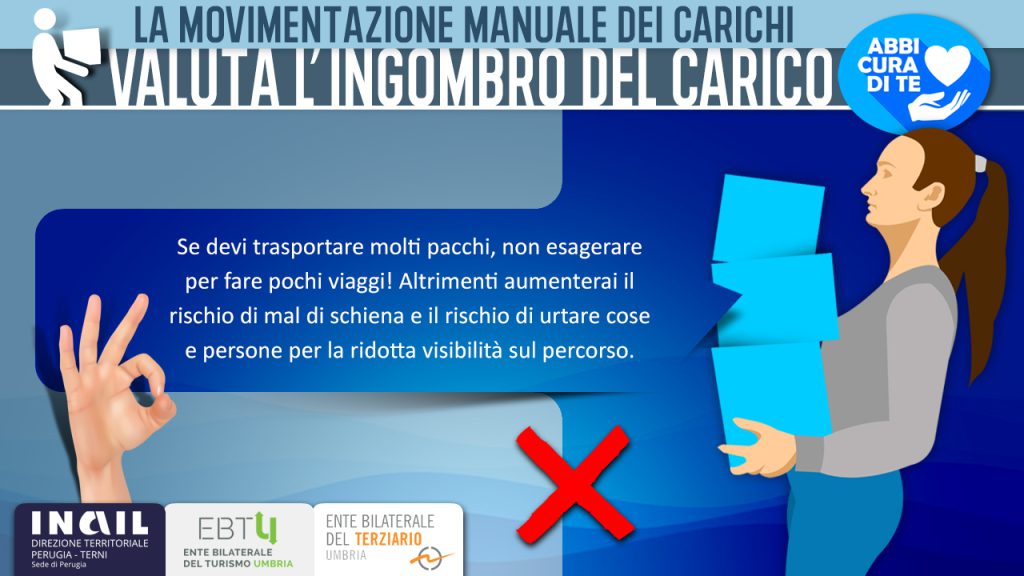 LA MOVIMENTAZIONE MANUALE DEI CARICHI
VALUTA L'INGOMBRO DEL CARICO
ABBI
CURA
DI TE
Se devi trasportare molti pacchi, non esagerare
per fare pochi viaggi! Altrimenti aumenterai il
rischio di mal di schiena e il rischio di urtare cose
e persone per la ridotta visibilità sul percorso.
INAIL
DIREZIONE TERRITORIALE
PERUGIA - TERNI
Sede di Perugia
EBTU
ENTE BILATERALE
DEL TURISMO UMBRIA
ENTE BILATERALE
DEL TERZIARIO
UMBRIA